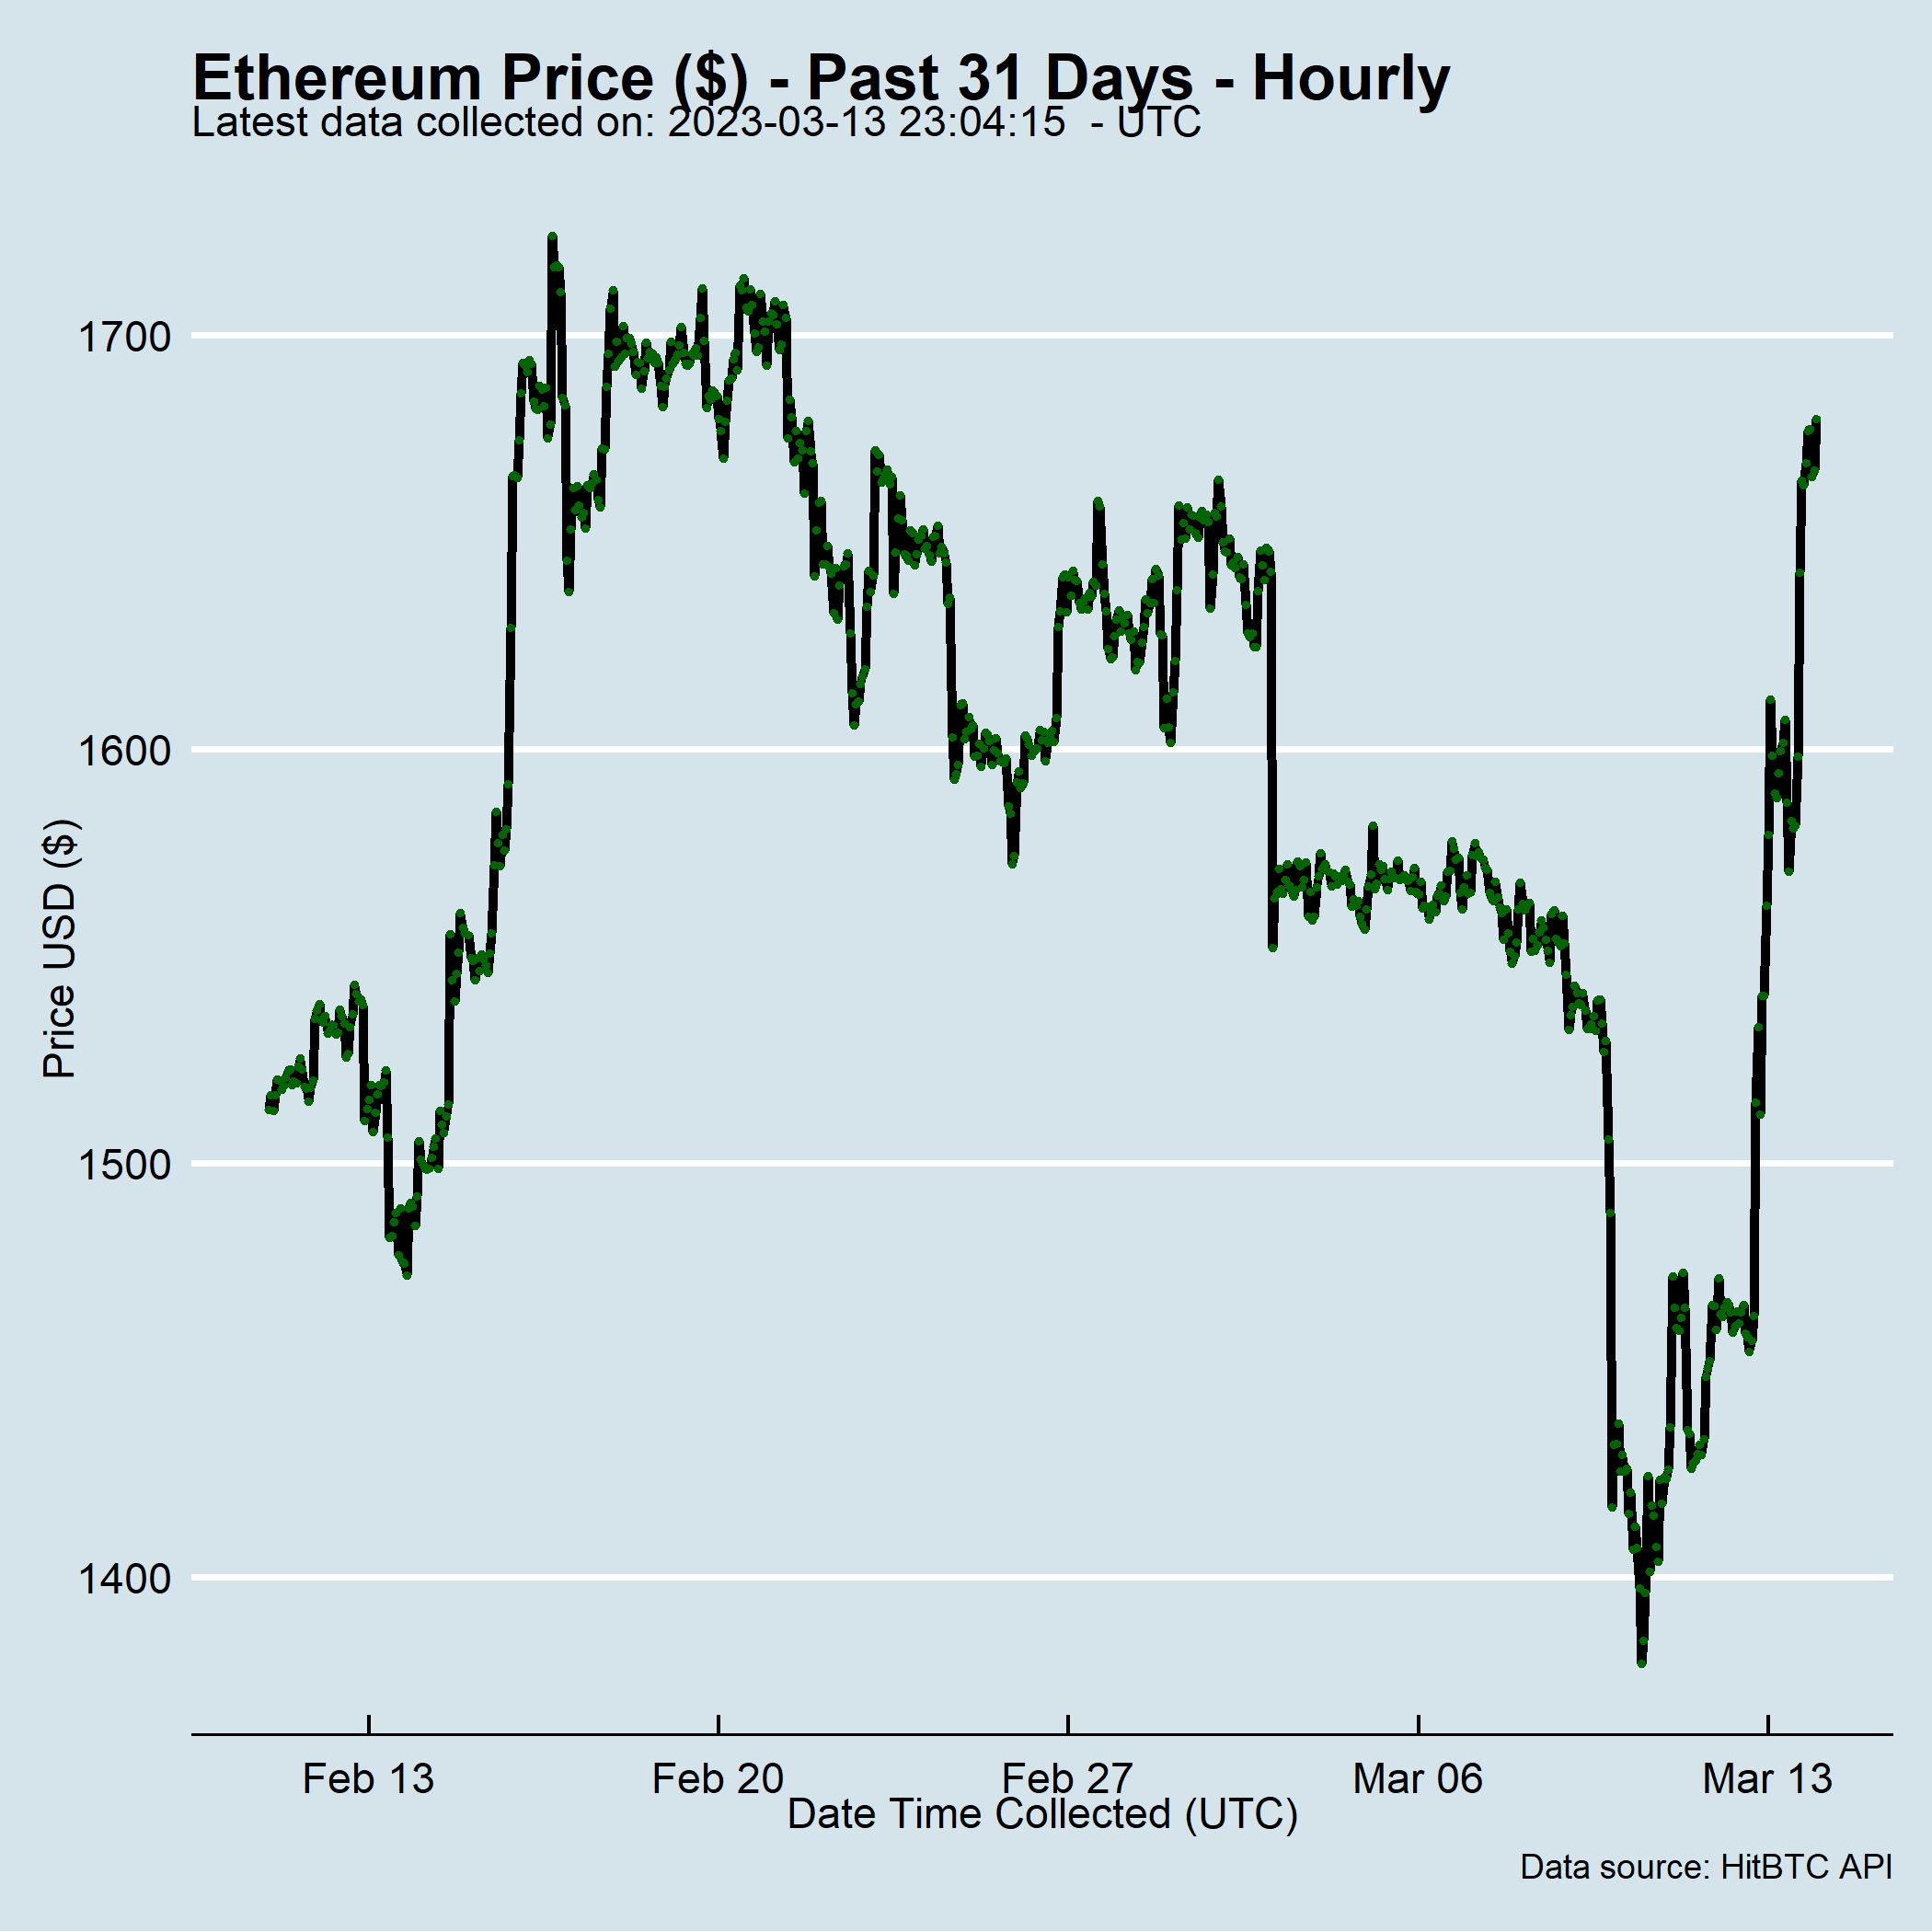 Ethereum Price ($) - Past 31 Days - Hourly
Latest data collected on: 2023-03-13 23:04:15  - UTC
Price USD ($)
1700
1600
1500
1400
Feb 13 Feb 20 Feb 27 Mar 06 Mar 13
Date Time Collected (UTC)
Data source: HitBTC API